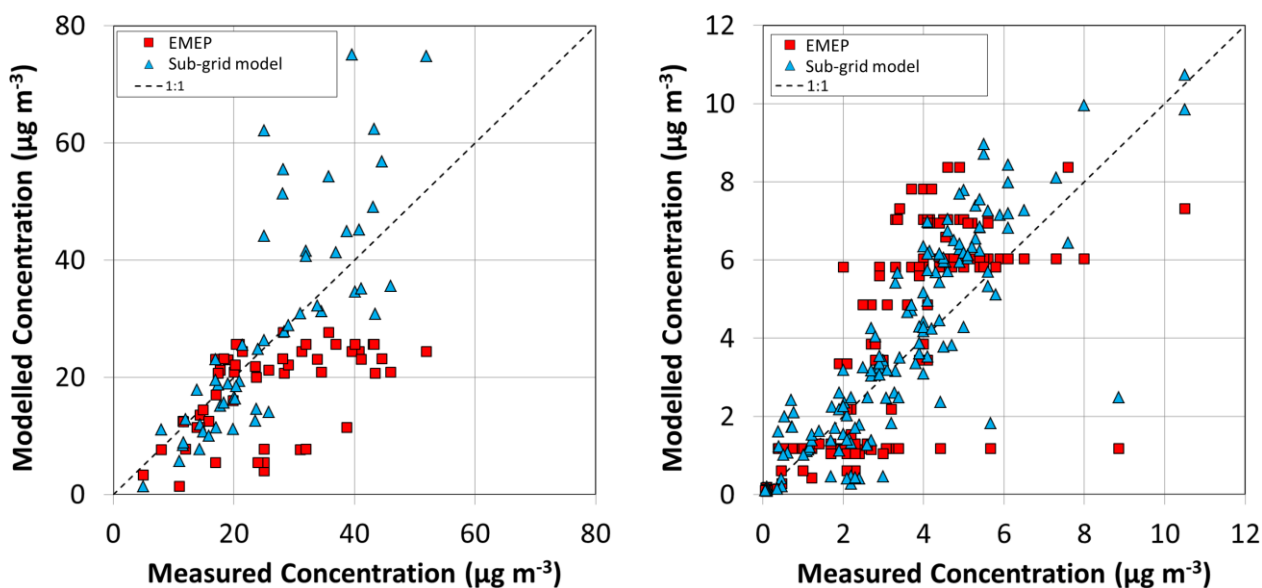 Modelled Concentration (µg m⁻³)
80
60
40
20
0
EMEP
Sub-grid model
1:1
0 20 40 60 80
Measured Concentration (µg m⁻³)
Modelled Concentration (µg m⁻³)
12
10
8
6
4
2
0
EMEP
Sub-grid model
1:1
0 2 4 6 8 10 12
Measured Concentration (µg m⁻³)